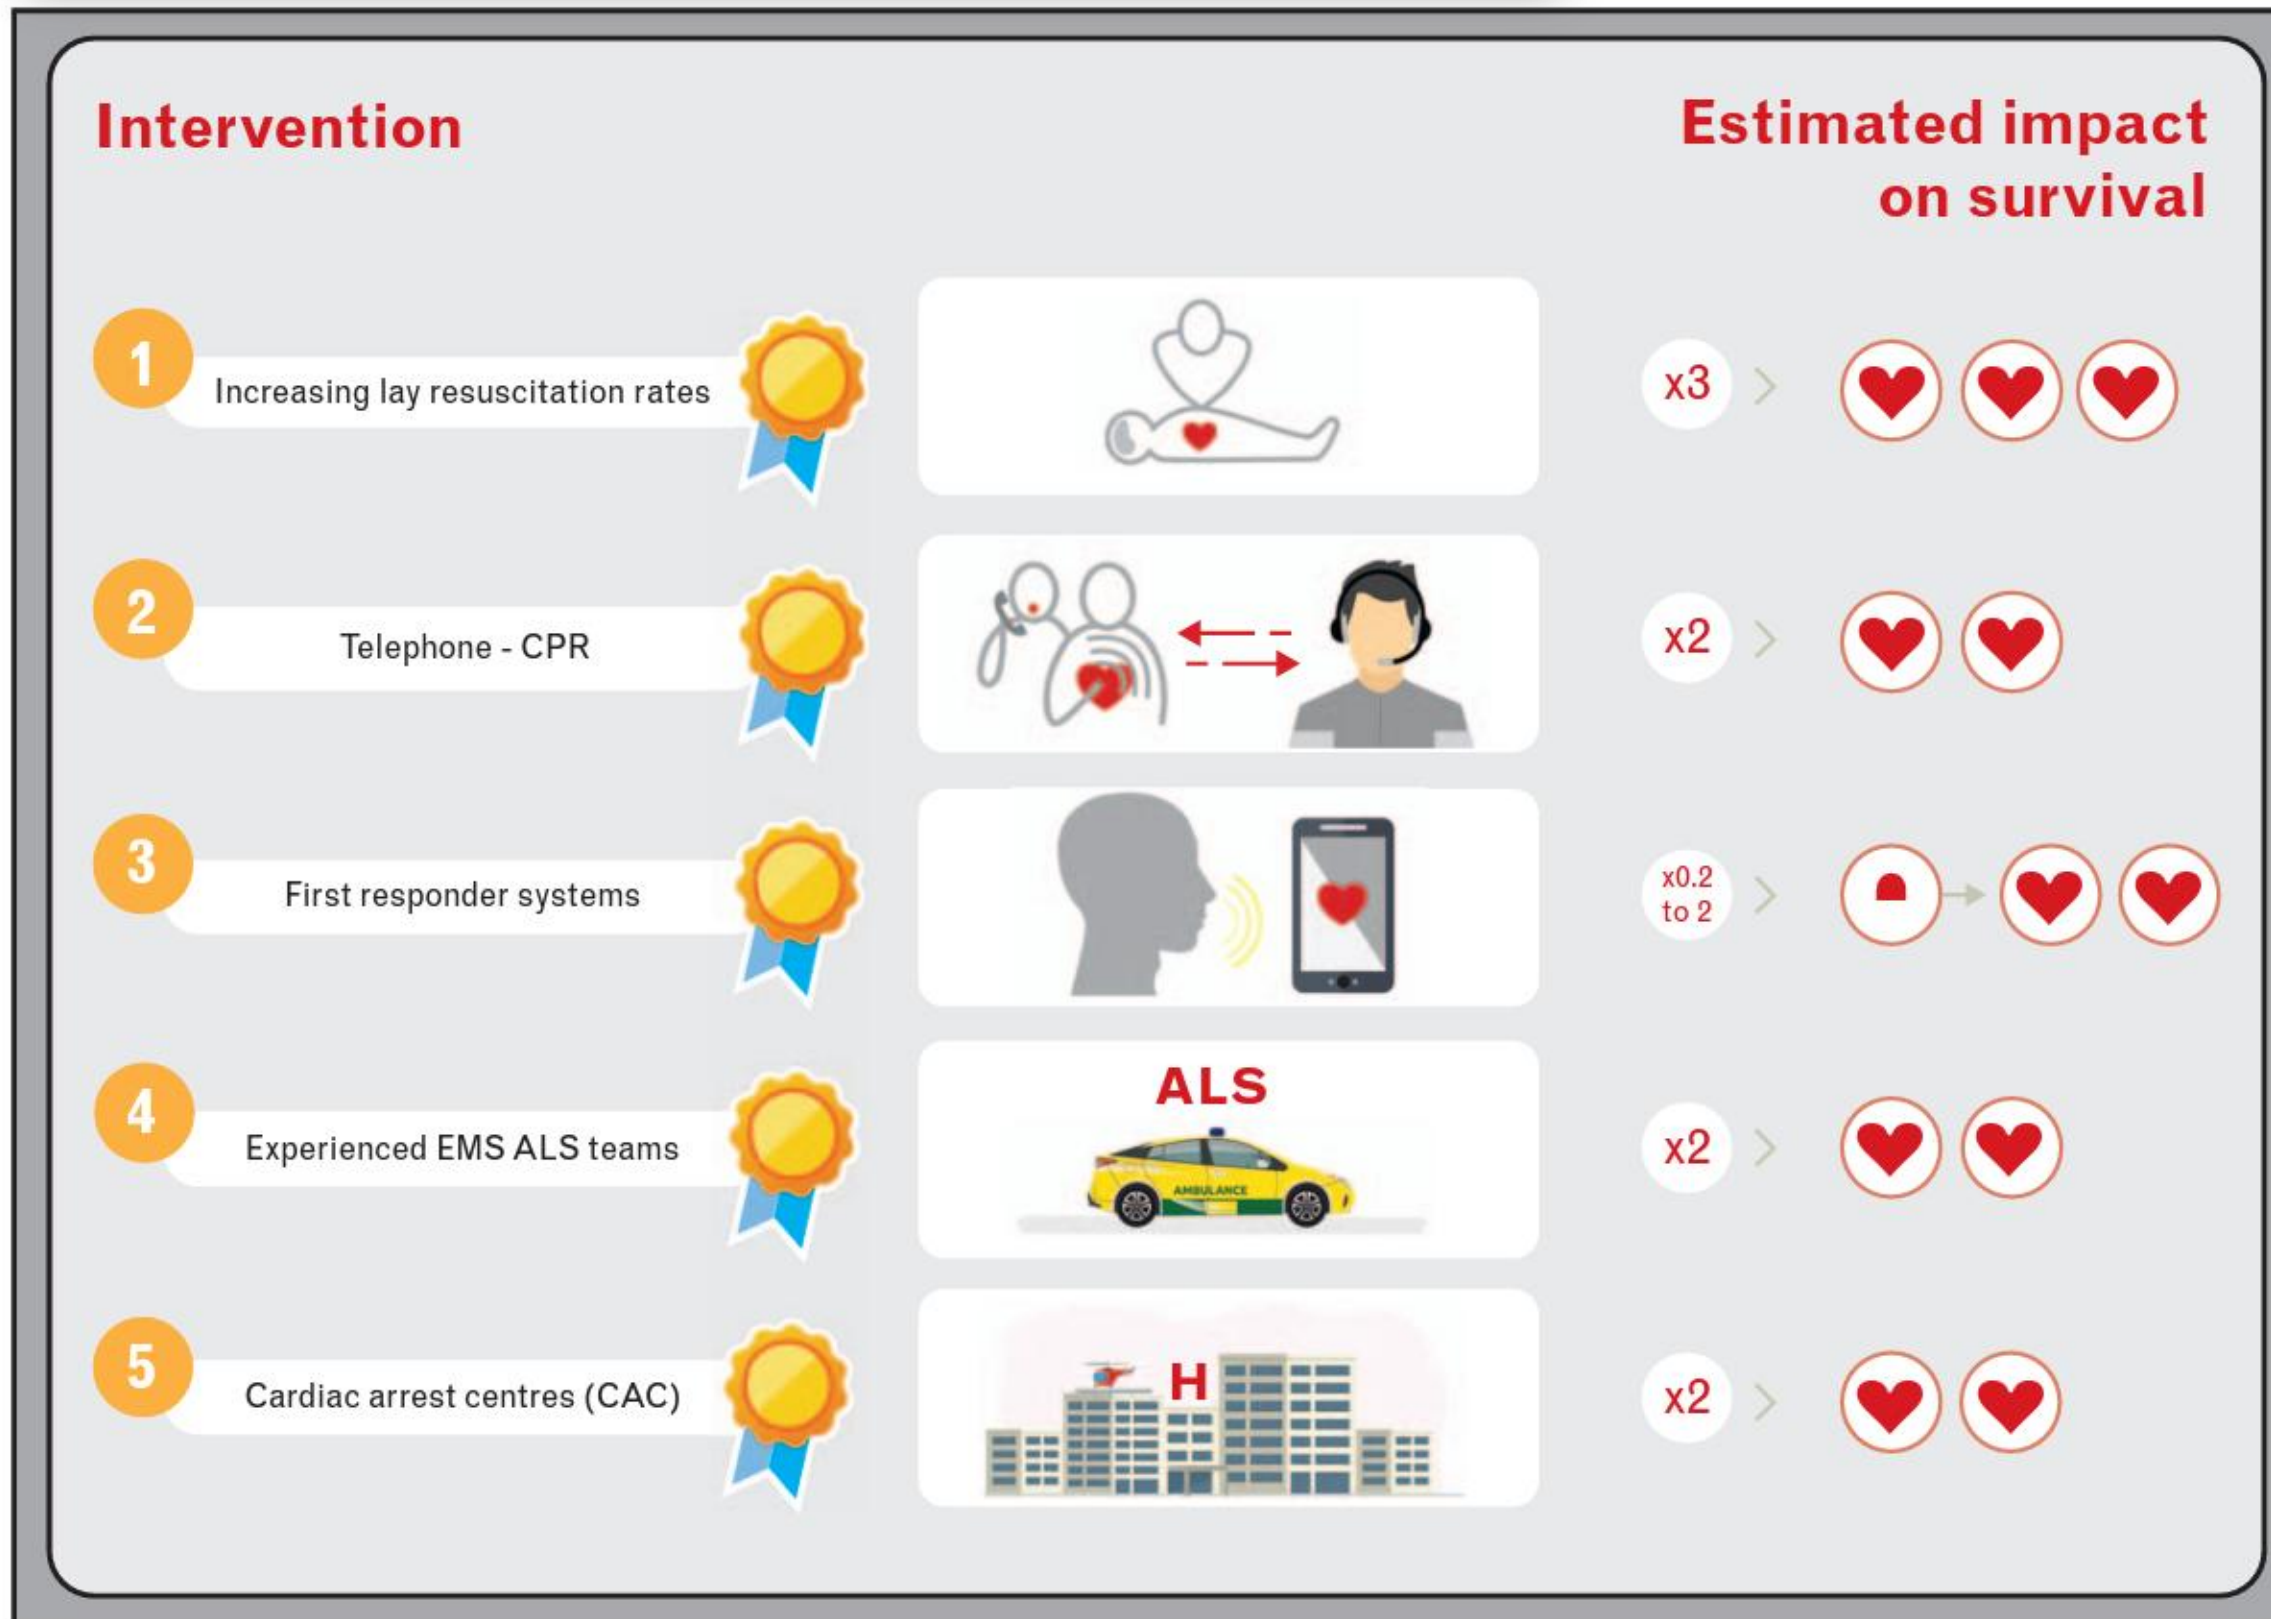 Intervention
Estimated impact
on survival
1
Increasing lay resuscitation rates
x3
2
Telephone - CPR
x2
3
First responder systems
x0.2
to 2
4
Experienced EMS ALS teams
ALS
AMBULANCE
x2
5
Cardiac arrest centres (CAC)
H
x2